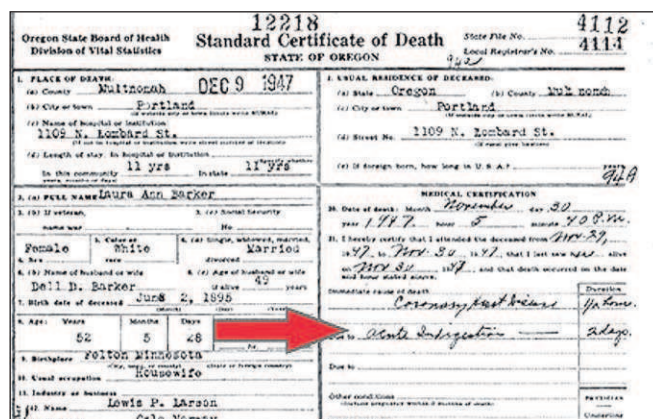 12218
4112
Oregon State Board of Health
Division of Vital Statistics
Standard Certificate of Death
STATE OF OREGON
State File No.
Local Registrar's No. 4114
942
1. PLACE OF DEATH:
(a) County Multnomah
DEC 9 1947
(b) City or town Portland
(c) Name of hospital or institution:
1109 N. Lombard St.
(d) Length of stay. In hospital or institution
In this community 11 yrs In state 11 yrs
2. USUAL RESIDENCE OF DECEASED:
(a) State Oregon (b) County
(c) City or town Portland
(d) Street No. 1109 N. Lombard St.
(e) If foreign born, how long in U. S. A? years
94A
3. (a) FULL NAME Laura Ann Barker
3. (b) If veteran, name war
3. (c) Social Security No.
Female
4. Sex
5. Color or race White
6. (a) Single, widowed, married, divorced Married
6. (b) Name of husband or wife
Dell D. Barker
6. (c) Age of husband or wife if alive 49 years
7. Birth date of deceased June 2, 1895
8. Age: Years Months Days
52 5 28
9. Birthplace Felton Minnesota
10. Usual occupation Housewife
11. Industry or business
Name Lewis P. Larson
MEDICAL CERTIFICATION
20. Date of death: Month November day 30
year 1947 hour 5 minute 40 P.M.
21. I hereby certify that I attended the deceased from Nov 29,
1947 to Nov 30 1947 that I last saw alive
on Nov 30 1947 and that death occurred on the date
and hour stated above.
Immediate cause of death
Duration
Coronary Heart Disease 1/2 hour
Acute Indigestion 2 days.
Due to
Other conditions
PHYSICIAN
Underline